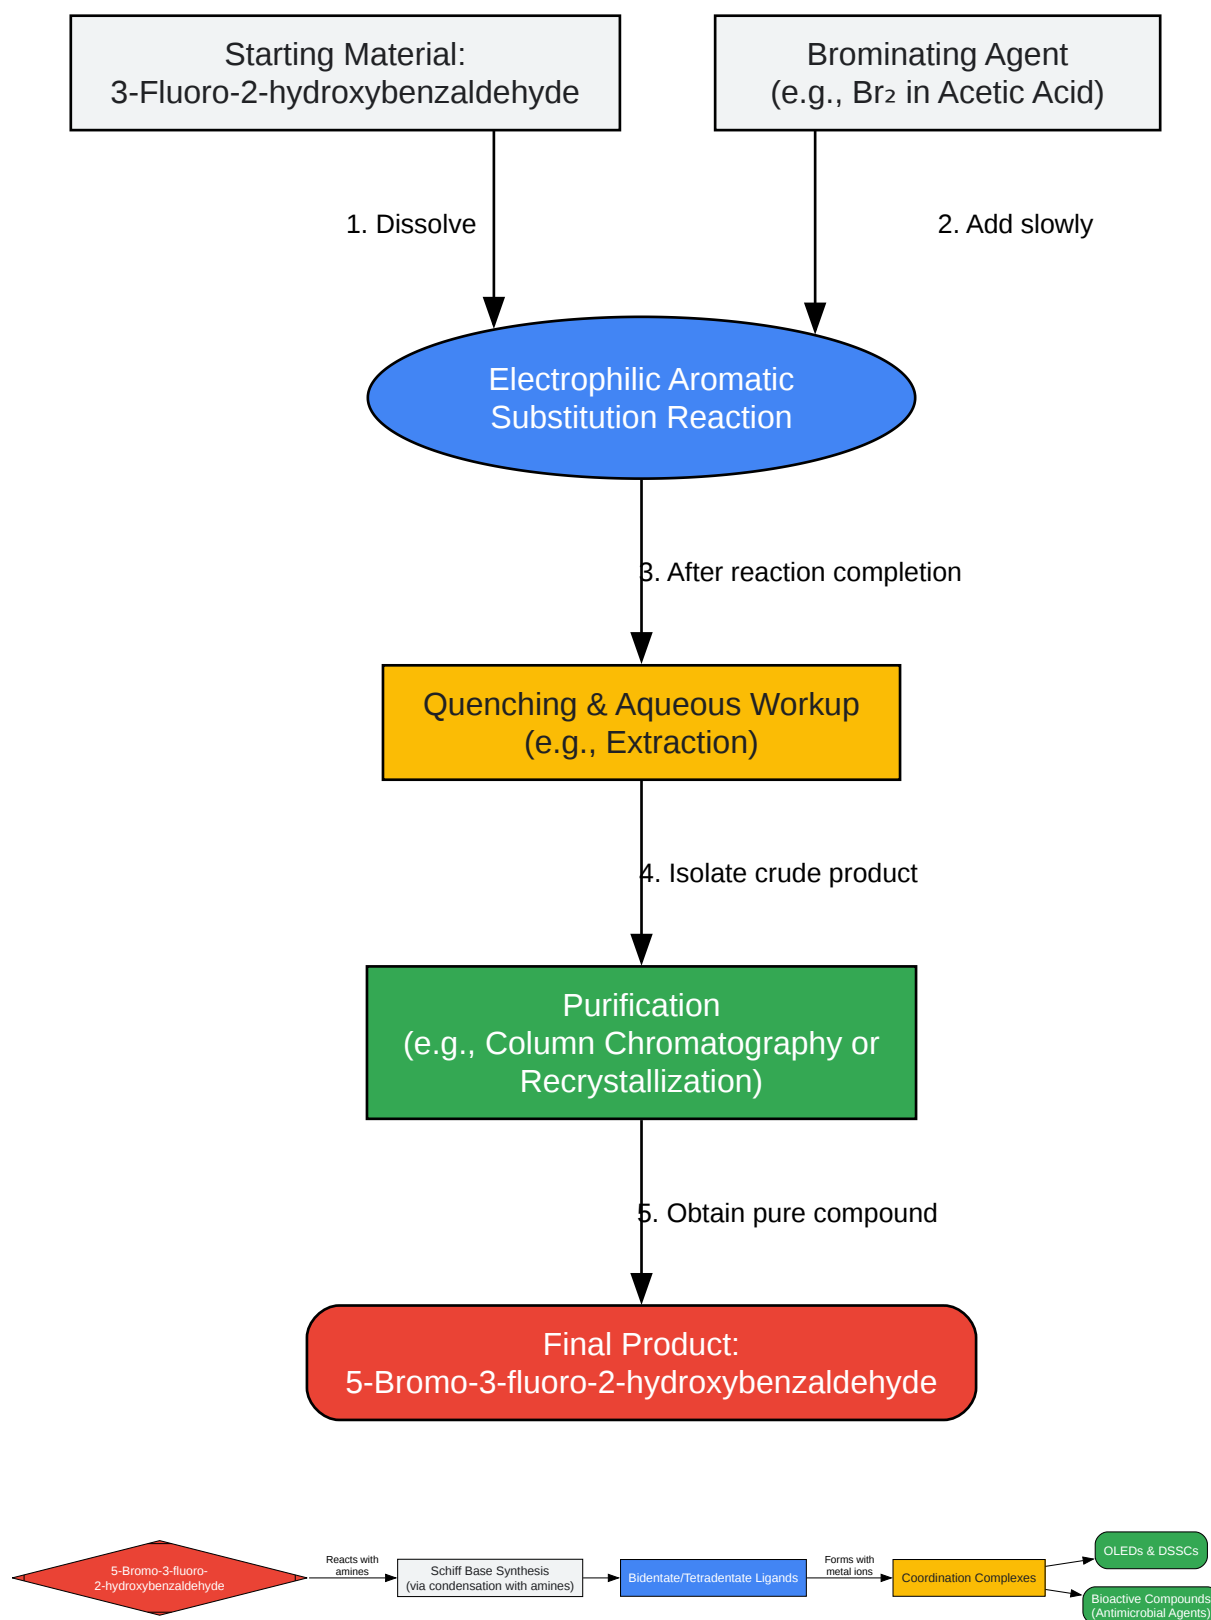 Starting Material:
3-Fluoro-2-hydroxybenzaldehyde
Brominating Agent
(e.g., Br₂ in Acetic Acid)
1. Dissolve
2. Add slowly
Electrophilic Aromatic
Substitution Reaction
3. After reaction completion
Quenching & Aqueous Workup
(e.g., Extraction)
4. Isolate crude product
Purification
(e.g., Column Chromatography or
Recrystallization)
5. Obtain pure compound
Final Product:
5-Bromo-3-fluoro-2-hydroxybenzaldehyde
5-Bromo-3-fluoro-
2-hydroxybenzaldehyde
Reacts with
amines
Schiff Base Synthesis
(via condensation with amines)
Bidentate/Tetradentate Ligands
Forms with
metal ions
Coordination Complexes
OLEDs & DSSCs
Bioactive Compounds
(Antimicrobial Agents)